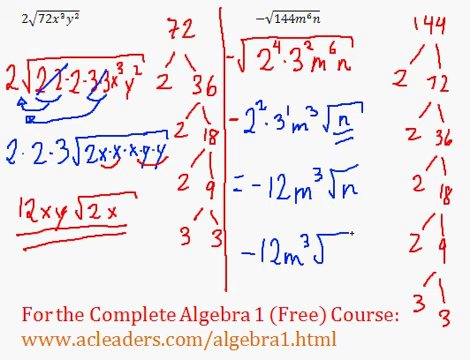 2√72x³y²
72
2 36
2√2·2·2·3·3x³y²
2 18
2 9
2·2·3√2x·x·x·y·y
3 3
12xy√2x
-√144m⁶n
144
-√2⁴·3²m⁶n
2 72
2 36
-2²·3¹m³√n
2 18
= -12m³√n
2 9
-12m³√
3 3
For the Complete Algebra 1 (Free) Course:
www.acleaders.com/algebra1.html